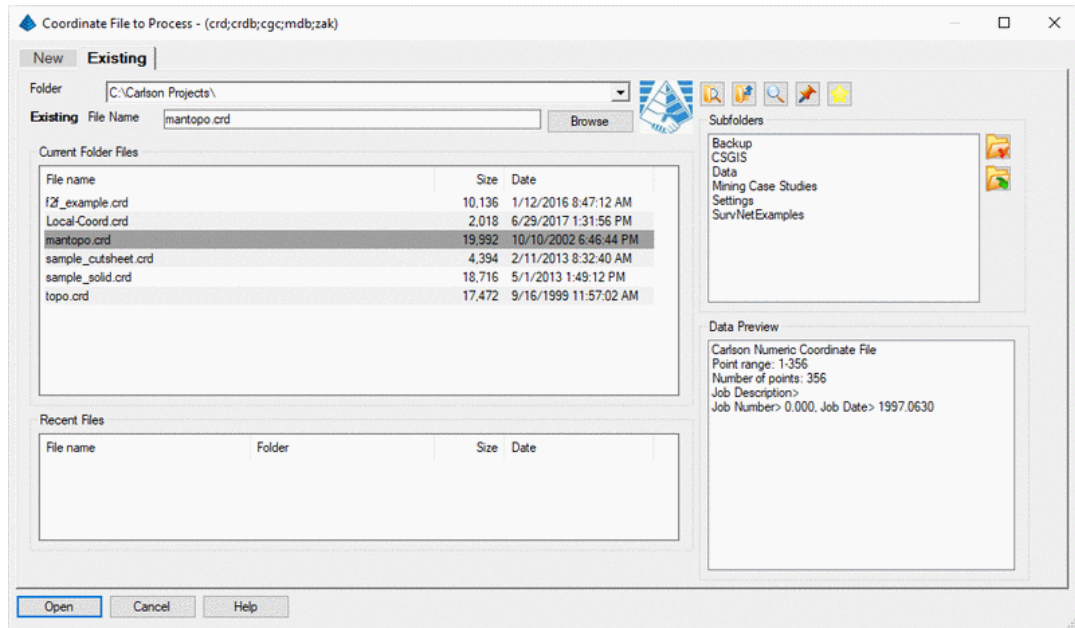 Coordinate File to Process - (crd;crdb;cgc;mdb;zak)
New Existing
Folder C:\Carlson Projects\
Existing File Name mantopo.crd Browse
Current Folder Files
File name Size Date
f2f_example.crd 10,136 1/12/2016 8:47:12 AM
Local-Coord.crd 2,018 6/29/2017 1:31:56 PM
mantopo.crd 19,992 10/10/2002 6:46:44 PM
sample_cutsheet.crd 4,394 2/11/2013 8:32:40 AM
sample_solid.crd 18,716 5/1/2013 1:49:12 PM
topo.crd 17,472 9/16/1999 11:57:02 AM
Recent Files
File name Folder Size Date
Subfolders
Backup
CSGIS
Data
Mining Case Studies
Settings
SurvNetExamples
Data Preview
Carlson Numeric Coordinate File
Point range: 1-356
Number of points: 356
Job Description>
Job Number> 0.000, Job Date> 1997.0630
Open Cancel Help